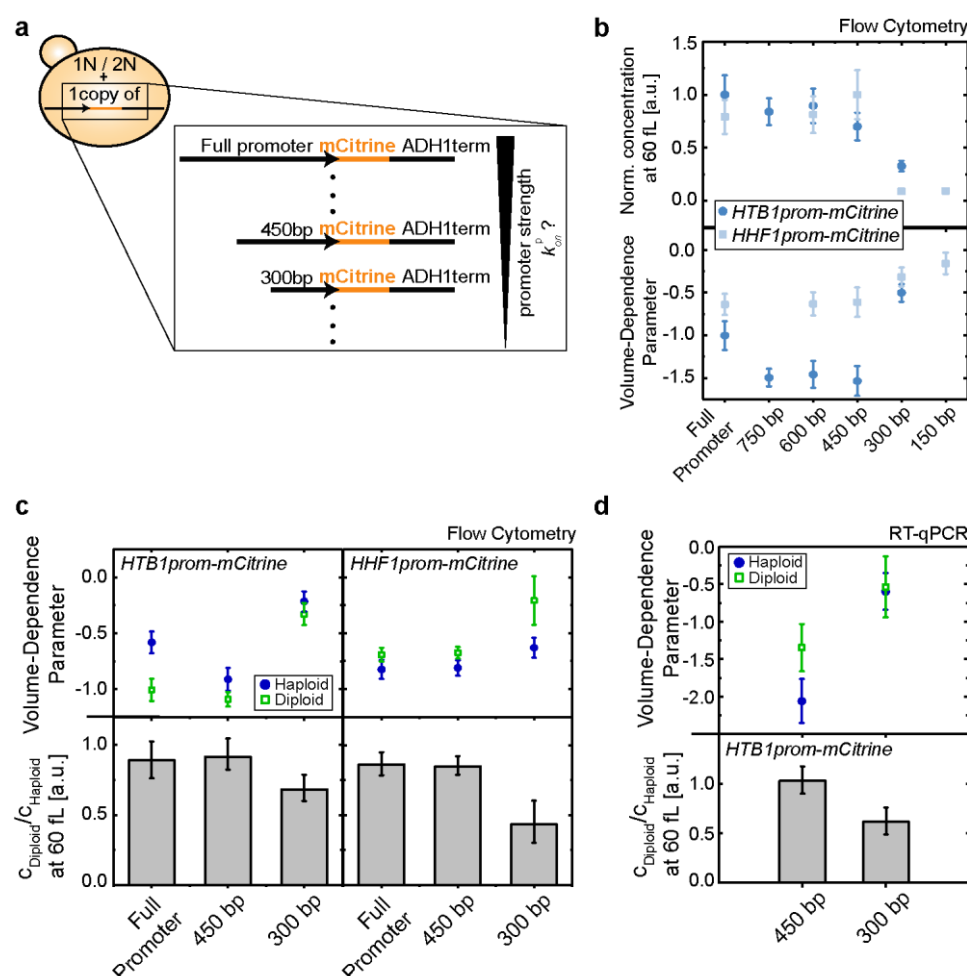 a
1N / 2N
+
1copy of
Full promoter mCitrine ADH1term
450bp mCitrine ADH1term
300bp mCitrine ADH1term
promoter strength
k_on^p ?
b
Flow Cytometry
Norm. concentration
at 60 fL [a.u.]
1.5
1.0
0.5
0.0
HTB1prom-mCitrine
HHF1prom-mCitrine
Volume-Dependence
Parameter
-0.0
-0.5
-1.0
-1.5
Full
Promoter
750 bp
600 bp
450 bp
300 bp
150 bp
c
Flow Cytometry
Volume-Dependence
Parameter
0.0
-0.5
-1.0
HTB1prom-mCitrine
HHF1prom-mCitrine
Haploid
Diploid
cDiploid/cHaploid
at 60 fL [a.u.]
1.0
0.5
0.0
Full
Promoter
450 bp
300 bp
Full
Promoter
450 bp
300 bp
d
RT-qPCR
Volume-Dependence
Parameter
0.0
-0.5
-1.0
-1.5
-2.0
Haploid
Diploid
HTB1prom-mCitrine
cDiploid/cHaploid
at 60 fL [a.u.]
1.0
0.5
0.0
450 bp
300 bp